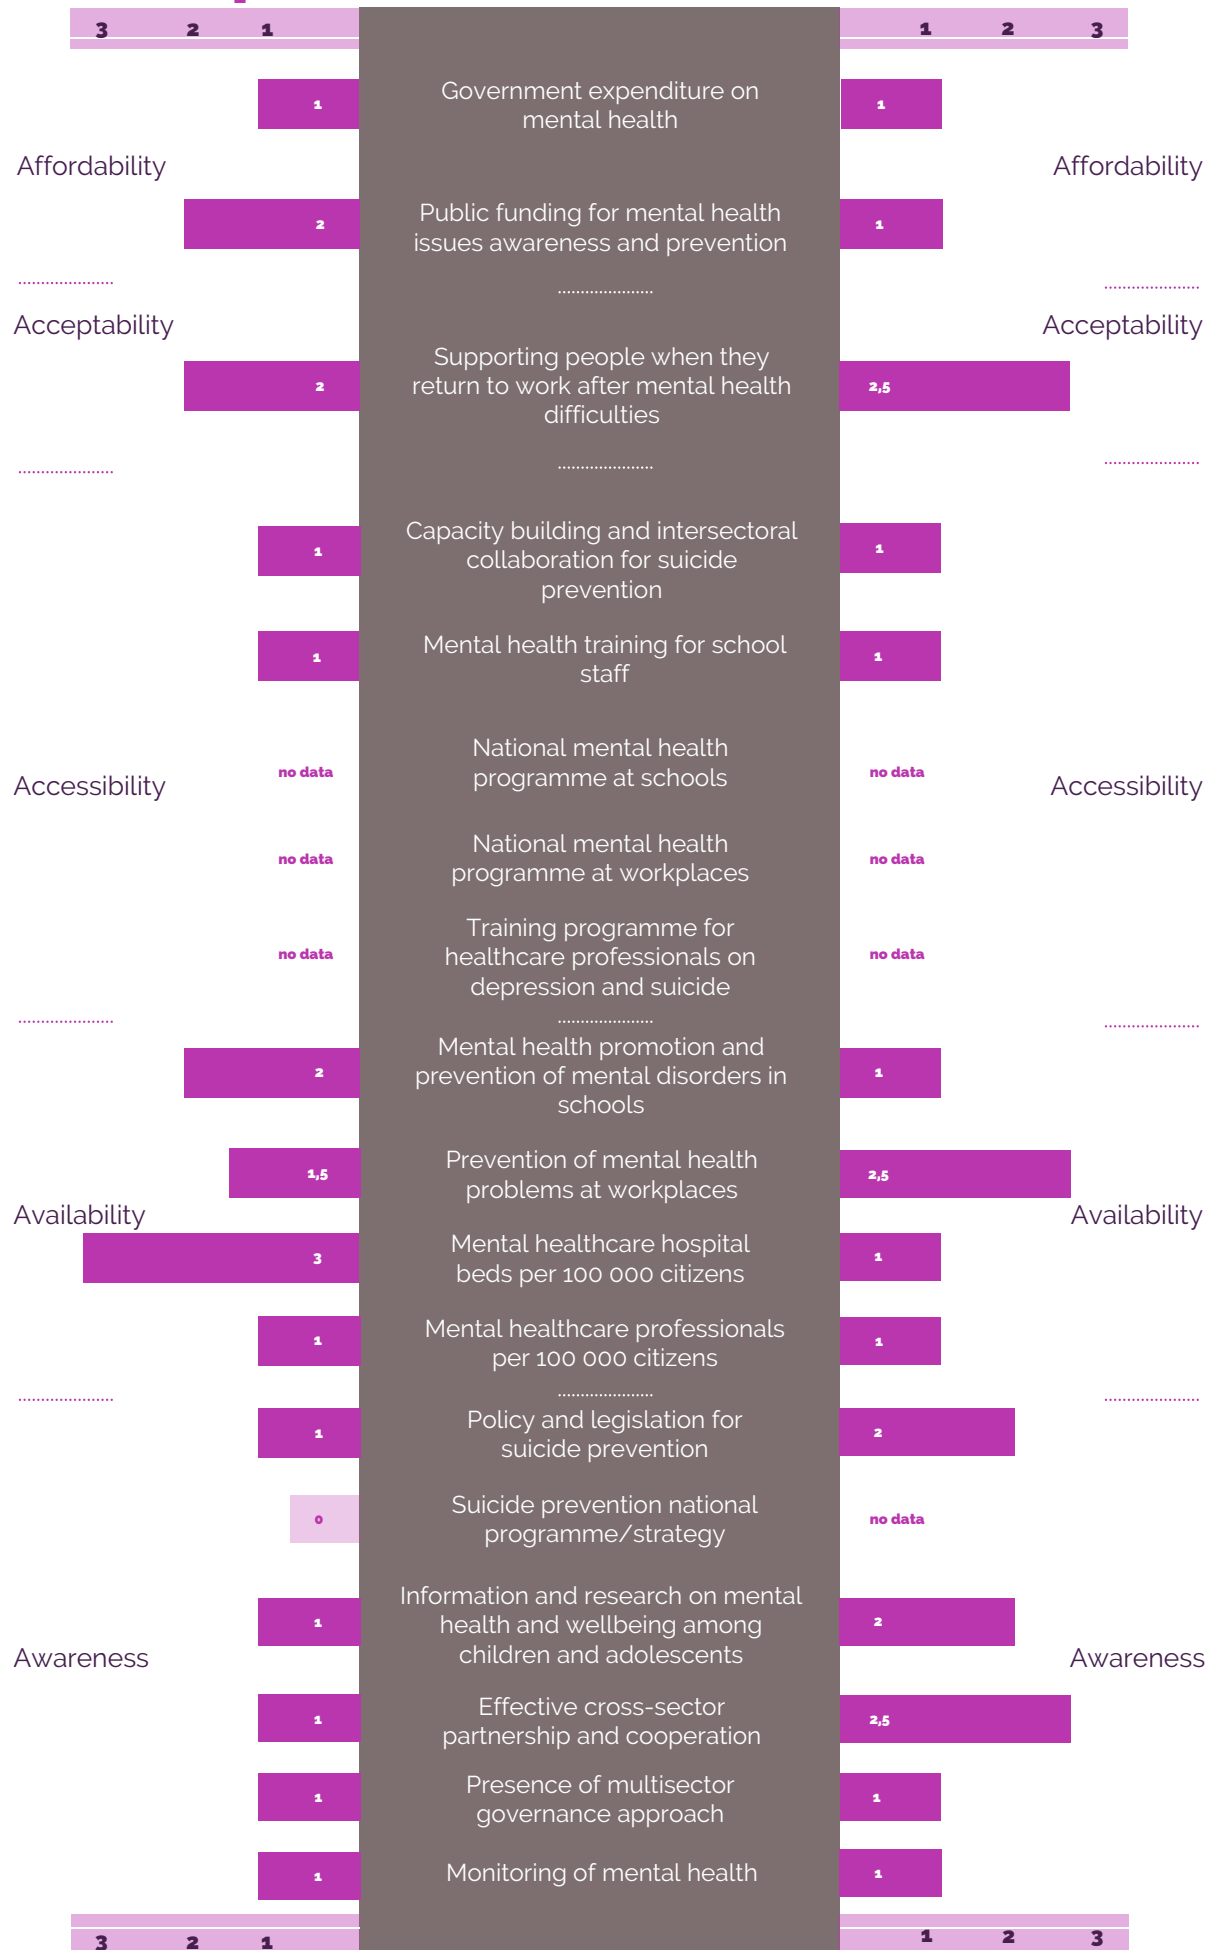 3 2 1 1 2 3
1 Government expenditure on 1
mental health
Affordability Affordability
2 Public funding for mental health 1
issues awareness and prevention
Acceptability Acceptability
Supporting people when they
2 return to work after mental health 2,5
difficulties
Capacity building and intersectoral
1 collaboration for suicide 1
prevention
1 Mental health training for school 1
staff
National mental health
no data programme at schools no data
Accessibility Accessibility
National mental health
no data programme at workplaces no data
Training programme for
no data healthcare professionals on no data
depression and suicide
Mental health promotion and
2 prevention of mental disorders in 1
schools
Prevention of mental health
1,5 problems at workplaces 2,5
Availability Availability
Mental healthcare hospital
3 beds per 100 000 citizens 1
Mental healthcare professionals
1 per 100 000 citizens 1
Policy and legislation for
1 suicide prevention 2
Suicide prevention national
0 programme/strategy no data
Information and research on mental
1 health and wellbeing among 2
children and adolescents
Awareness Awareness
Effective cross-sector
1 partnership and cooperation 2,5
Presence of multisector
1 governance approach 1
1 Monitoring of mental health 1
3 2 1 1 2 3